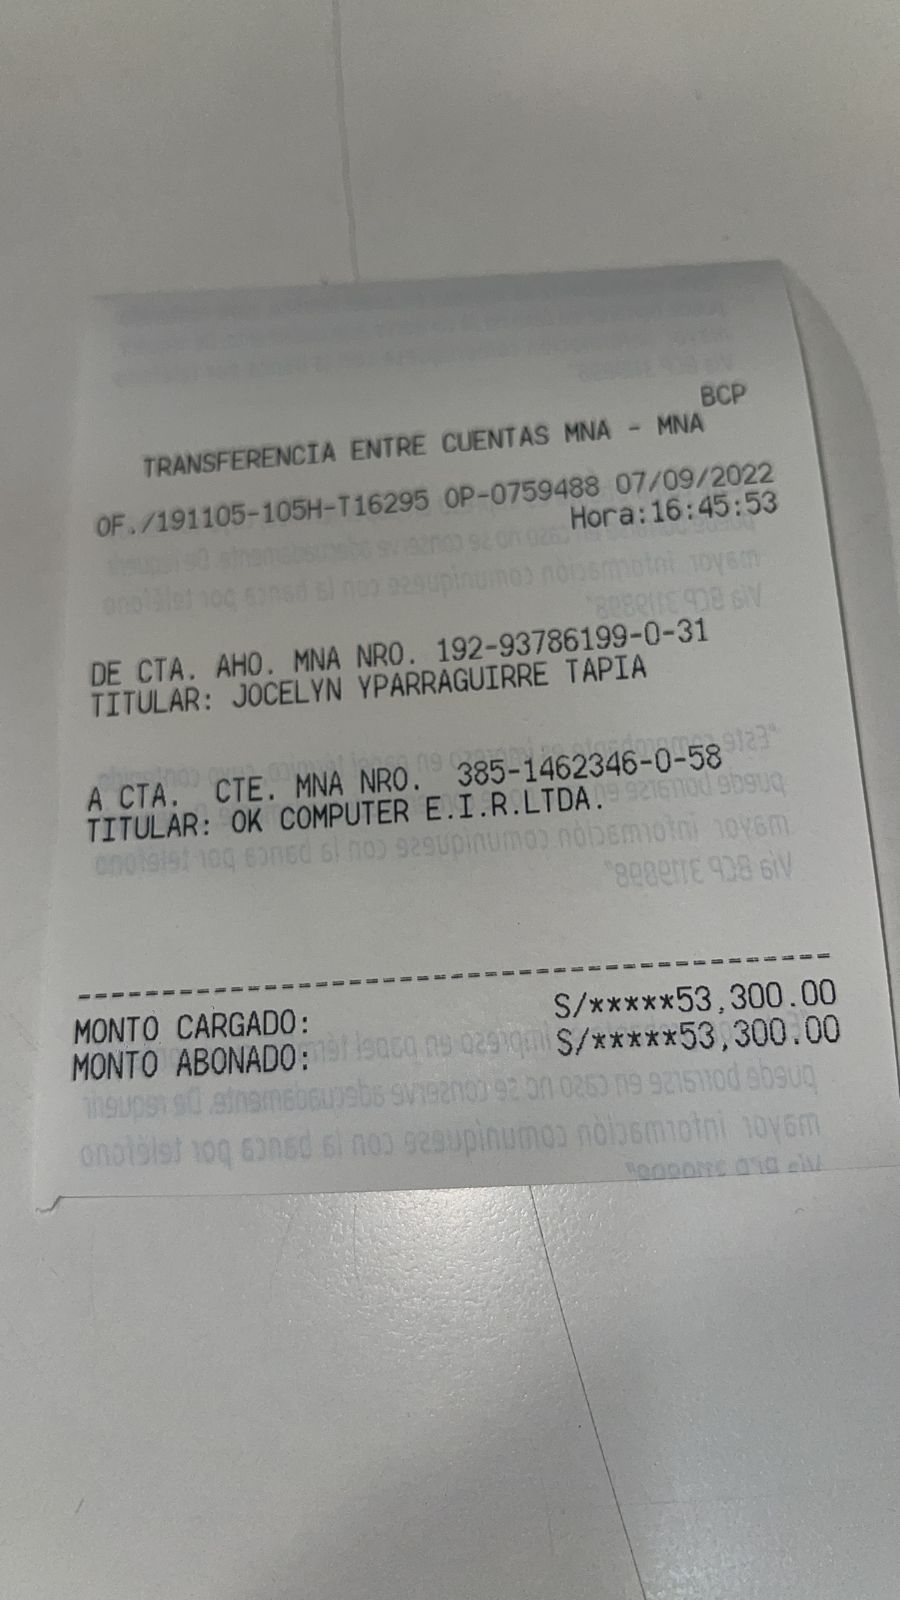 BCP
TRANSFERENCIA ENTRE CUENTAS MNA - MNA
OF./191105-105H-T16295 OP-0759488 07/09/2022
Hora:16:45:53
DE CTA. AHO. MNA NRO. 192-93786199-0-31
TITULAR: JOCELYN YPARRAGUIRRE TAPIA
A CTA.  CTE. MNA NRO.  385-1462346-0-58
TITULAR: OK COMPUTER E.I.R.LTDA.
--------------------------------------------
MONTO CARGADO: S/*****53,300.00
MONTO ABONADO: S/*****53,300.00